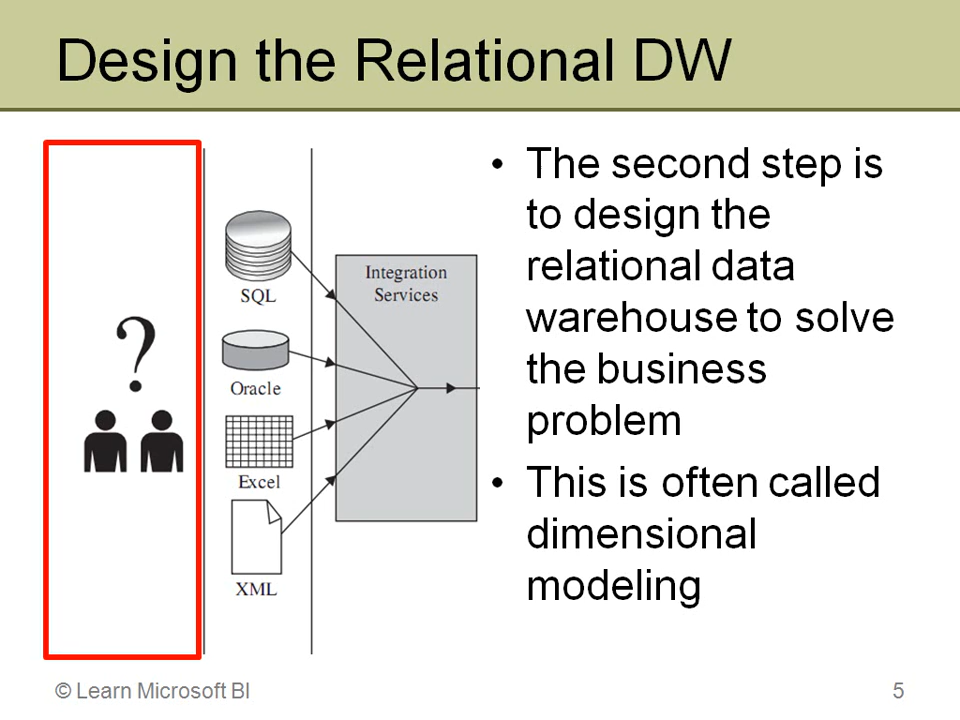 Design the Relational DW
?
SQL
Oracle
Excel
XML
Integration
Services
• The second step is
to design the
relational data
warehouse to solve
the business
problem
• This is often called
dimensional
modeling
© Learn Microsoft BI
5